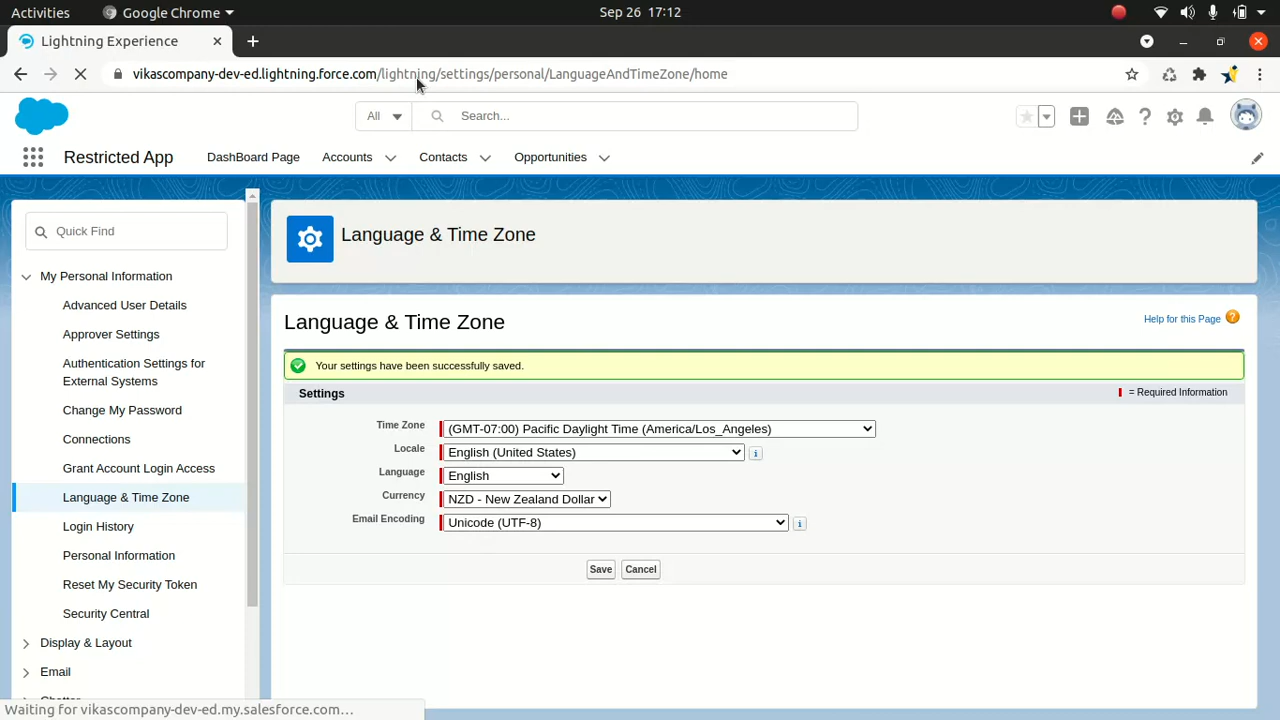 Activities
Google Chrome
Sep 26 17:12
Lightning Experience
vikascompany-dev-ed.lightning.force.com/lightning/settings/personal/LanguageAndTimeZone/home
All
Search...
Restricted App
DashBoard Page
Accounts
Contacts
Opportunities
Quick Find
My Personal Information
Advanced User Details
Approver Settings
Authentication Settings for
External Systems
Change My Password
Connections
Grant Account Login Access
Language & Time Zone
Login History
Personal Information
Reset My Security Token
Security Central
Display & Layout
Email
Language & Time Zone
Language & Time Zone
Help for this Page
Your settings have been successfully saved.
Settings
= Required Information
Time Zone
(GMT-07:00) Pacific Daylight Time (America/Los_Angeles)
Locale
English (United States)
Language
English
Currency
NZD - New Zealand Dollar
Email Encoding
Unicode (UTF-8)
Save
Cancel
Waiting for vikascompany-dev-ed.my.salesforce.com…